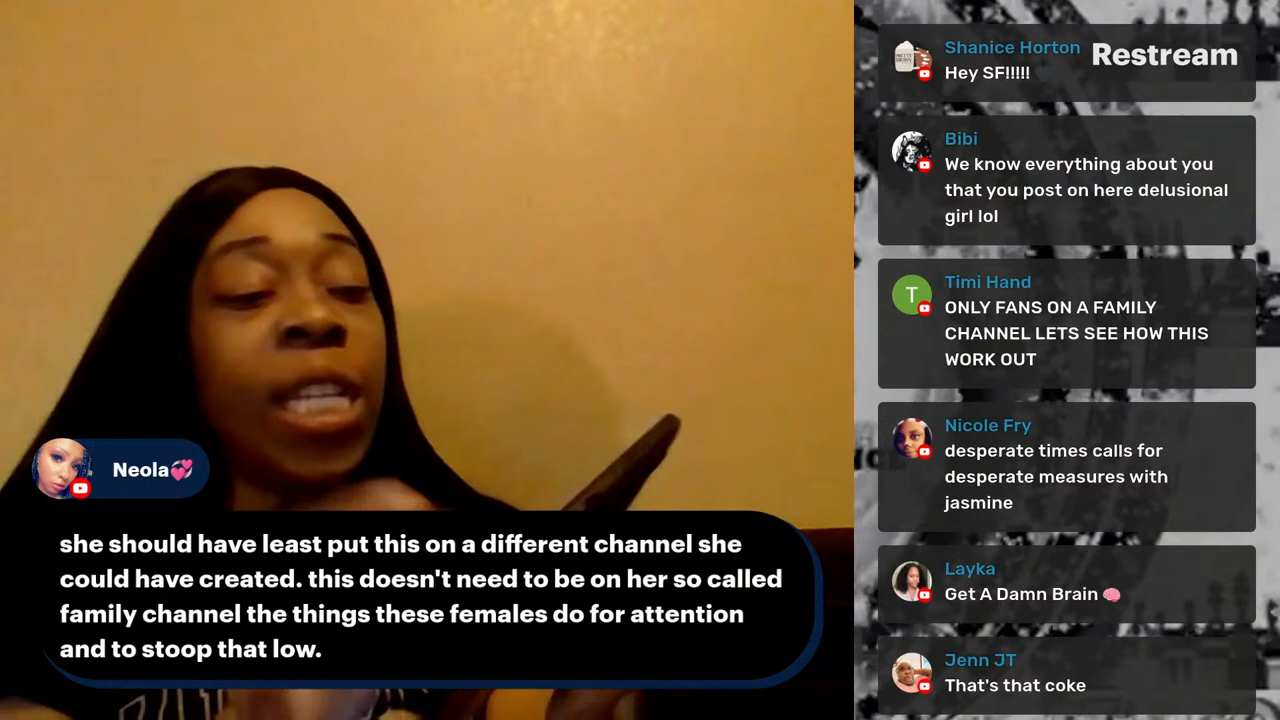 Neola💞
she should have least put this on a different channel she
could have created. this doesn't need to be on her so called
family channel the things these females do for attention
and to stoop that low.
Restream
Shanice Horton
Hey SF!!!!!
Bibi
We know everything about you
that you post on here delusional
girl lol
Timi Hand
T
ONLY FANS ON A FAMILY
CHANNEL LETS SEE HOW THIS
WORK OUT
Nicole Fry
desperate times calls for
desperate measures with
jasmine
Layka
Get A Damn Brain 🧠
Jenn JT
That's that coke